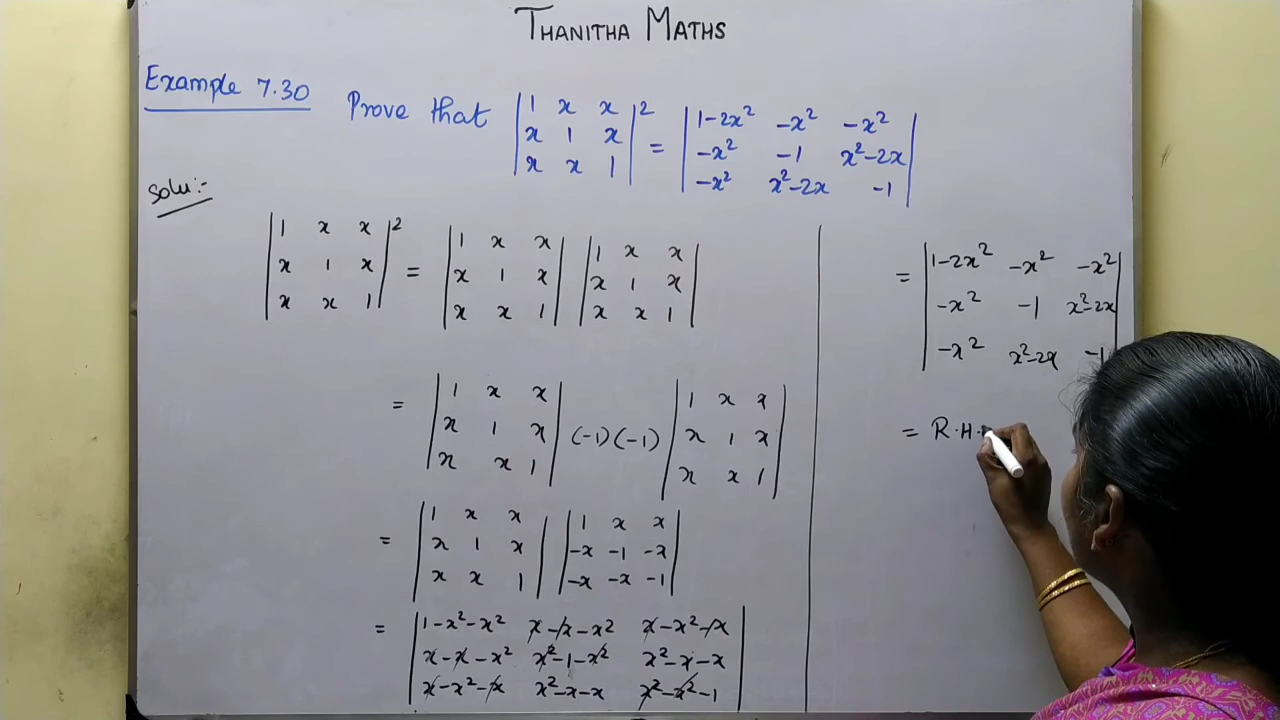 THANITHA MATHS
Example 7.30 Prove that |1 x x; x 1 x; x x 1|² = |1-2x² -x² -x²; -x² -1 x²-2x; -x² x²-2x -1|
Solu:-
|1 x x; x 1 x; x x 1|² = |1 x x; x 1 x; x x 1| |1 x x; x 1 x; x x 1|
= |1 x x; x 1 x; x x 1| (-1)(-1) |1 x x; x 1 x; x x 1|
= |1 x x; x 1 x; x x 1| |1 x x; -x -1 -x; -x -x -1|
= |1-x²-x² x-x-x² x-x²-x; x-x-x² x²-1-x² x²-x-x; x-x²-x x²-x-x x²-x²-1|
= |1-2x² -x² -x²; -x² -1 x²-2x; -x² x²-2x -1|
= R.H.